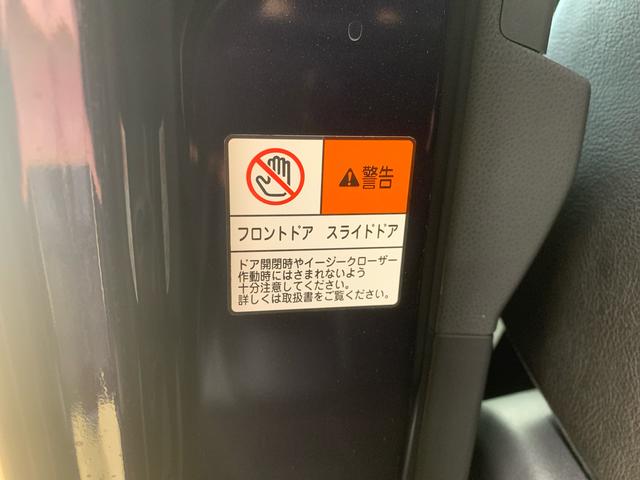 警告
フロントドア スライドドア
ドア開閉時やイージークローザー
作動時にはさまれないよう
十分注意してください。
詳しくは取扱書をご覧ください。